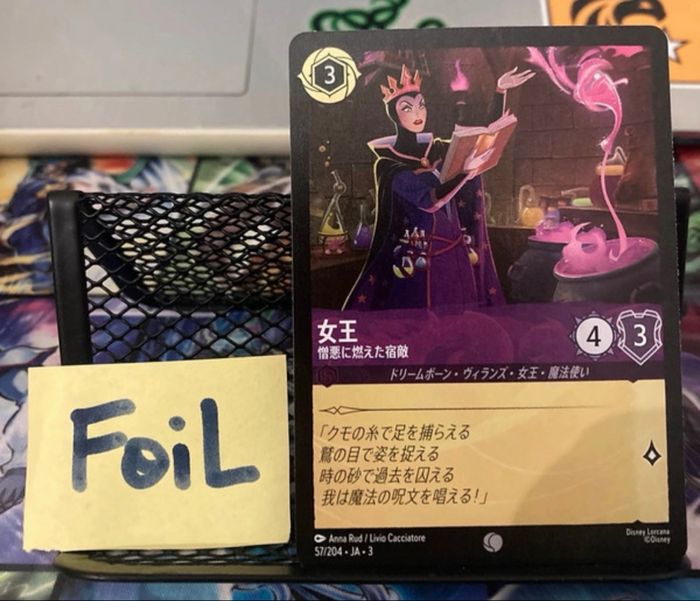 3
女王
憎悪に燃えた宿敵
4
3
ドリームボーン・ヴィランズ・女王・魔法使い
「クモの糸で足を捕らえる
鷲の目で姿を捉える
時の砂で過去を囚える
我は魔法の呪文を唱える!」
FoiL
Anna Rud / Livio Cacciatore
57/204・JA・3
Disney Lorcana
©Disney